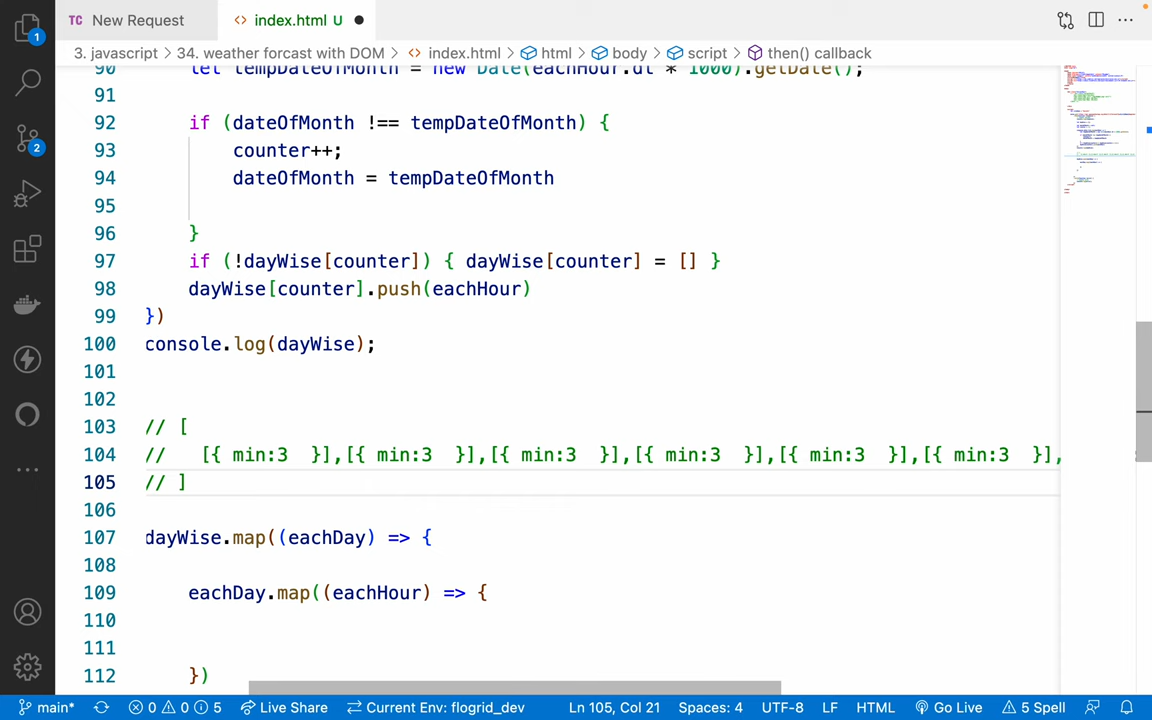 TC New Request
<> index.html U
3. javascript > 34. weather forcast with DOM > <> index.html > html > body > script > then() callback
90 let tempDateOfMonth = new Date(eachHour.dt * 1000).getDate();
91
92 if (dateOfMonth !== tempDateOfMonth) {
93 counter++;
94 dateOfMonth = tempDateOfMonth
95
96 }
97 if (!dayWise[counter]) { dayWise[counter] = [] }
98 dayWise[counter].push(eachHour)
99 })
100 console.log(dayWise);
101
102
103 // [
104 //   [{ min:3  }],[{ min:3  }],[{ min:3  }],[{ min:3  }],[{ min:3  }],[{ min:3  }],
105 // ]
106
107 dayWise.map((eachDay) => {
108
109 eachDay.map((eachHour) => {
110
111
112 })
1
2
main* 0 0 5 Live Share Current Env: flogrid_dev Ln 105, Col 21 Spaces: 4 UTF-8 LF HTML Go Live 5 Spell